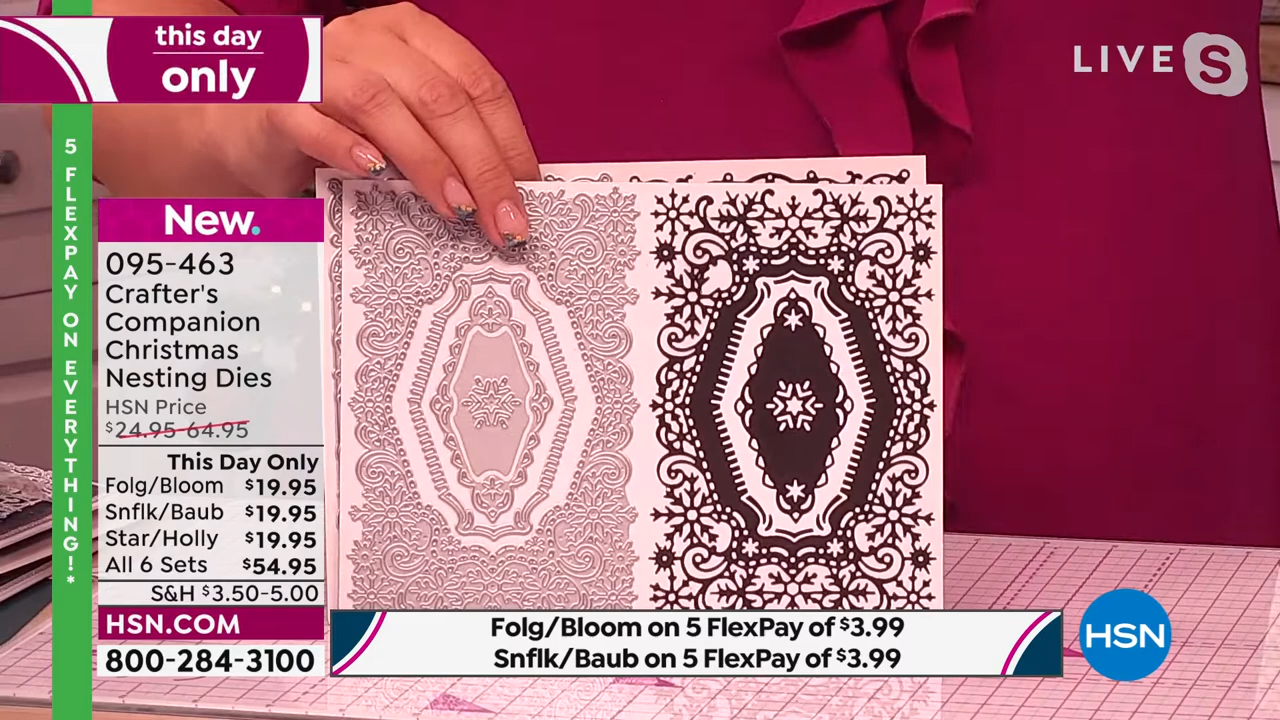 this day
only
LIVE S
5 FLEXPAY ON EVERYTHING!*
New.
095-463
Crafter's
Companion
Christmas
Nesting Dies
HSN Price
$24.95-64.95
This Day Only
Folg/Bloom $19.95
Snflk/Baub $19.95
Star/Holly $19.95
All 6 Sets $54.95
S&H $3.50-5.00
HSN.COM
800-284-3100
Folg/Bloom on 5 FlexPay of $3.99
Snflk/Baub on 5 FlexPay of $3.99
HSN